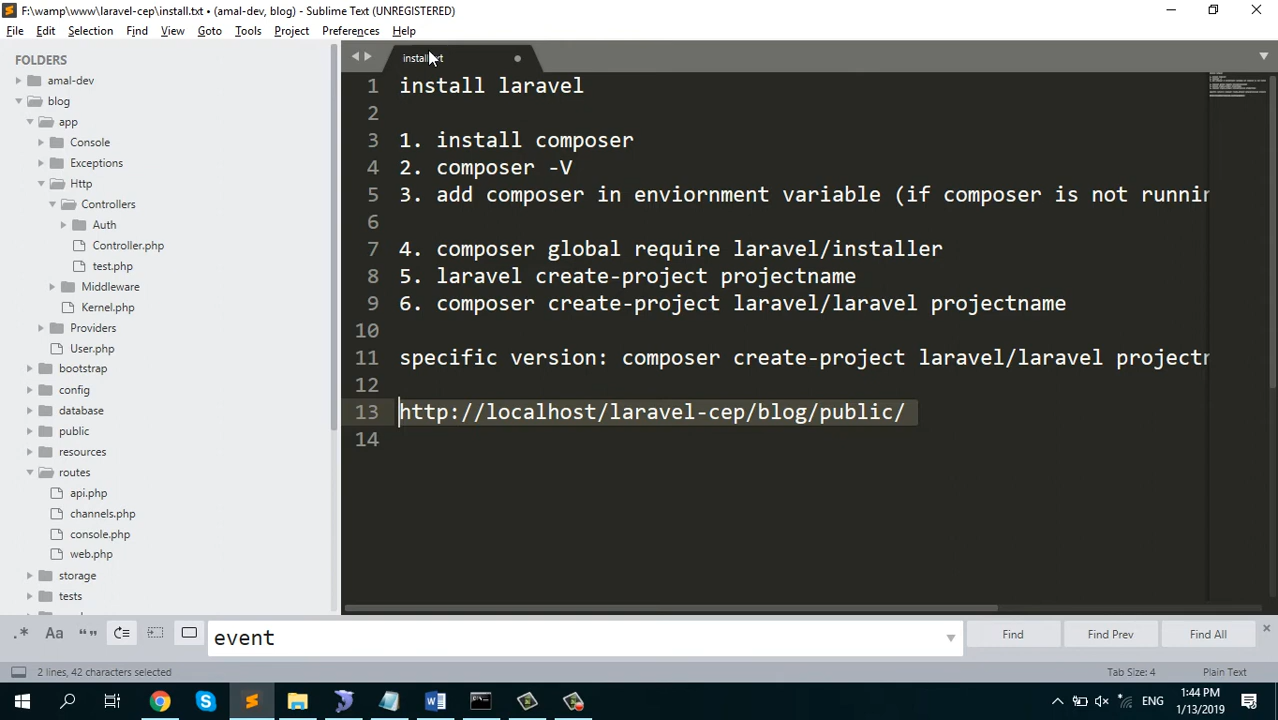 F:\wamp\www\laravel-cep\install.txt • (amal-dev, blog) - Sublime Text (UNREGISTERED)
File Edit Selection Find View Goto Tools Project Preferences Help
FOLDERS
amal-dev
blog
app
Console
Exceptions
Http
Controllers
Auth
Controller.php
test.php
Middleware
Kernel.php
Providers
User.php
bootstrap
config
database
public
resources
routes
api.php
channels.php
console.php
web.php
storage
tests
1 install laravel
2
3 1. install composer
4 2. composer -V
5 3. add composer in enviornment variable (if composer is not runnin
6
7 4. composer global require laravel/installer
8 5. laravel create-project projectname
9 6. composer create-project laravel/laravel projectname
10
11 specific version: composer create-project laravel/laravel projectn
12
13 http://localhost/laravel-cep/blog/public/
14
.* Aa “” event Find Find Prev Find All
2 lines, 42 characters selected Tab Size: 4 Plain Text
ENG 1:44 PM
1/13/2019